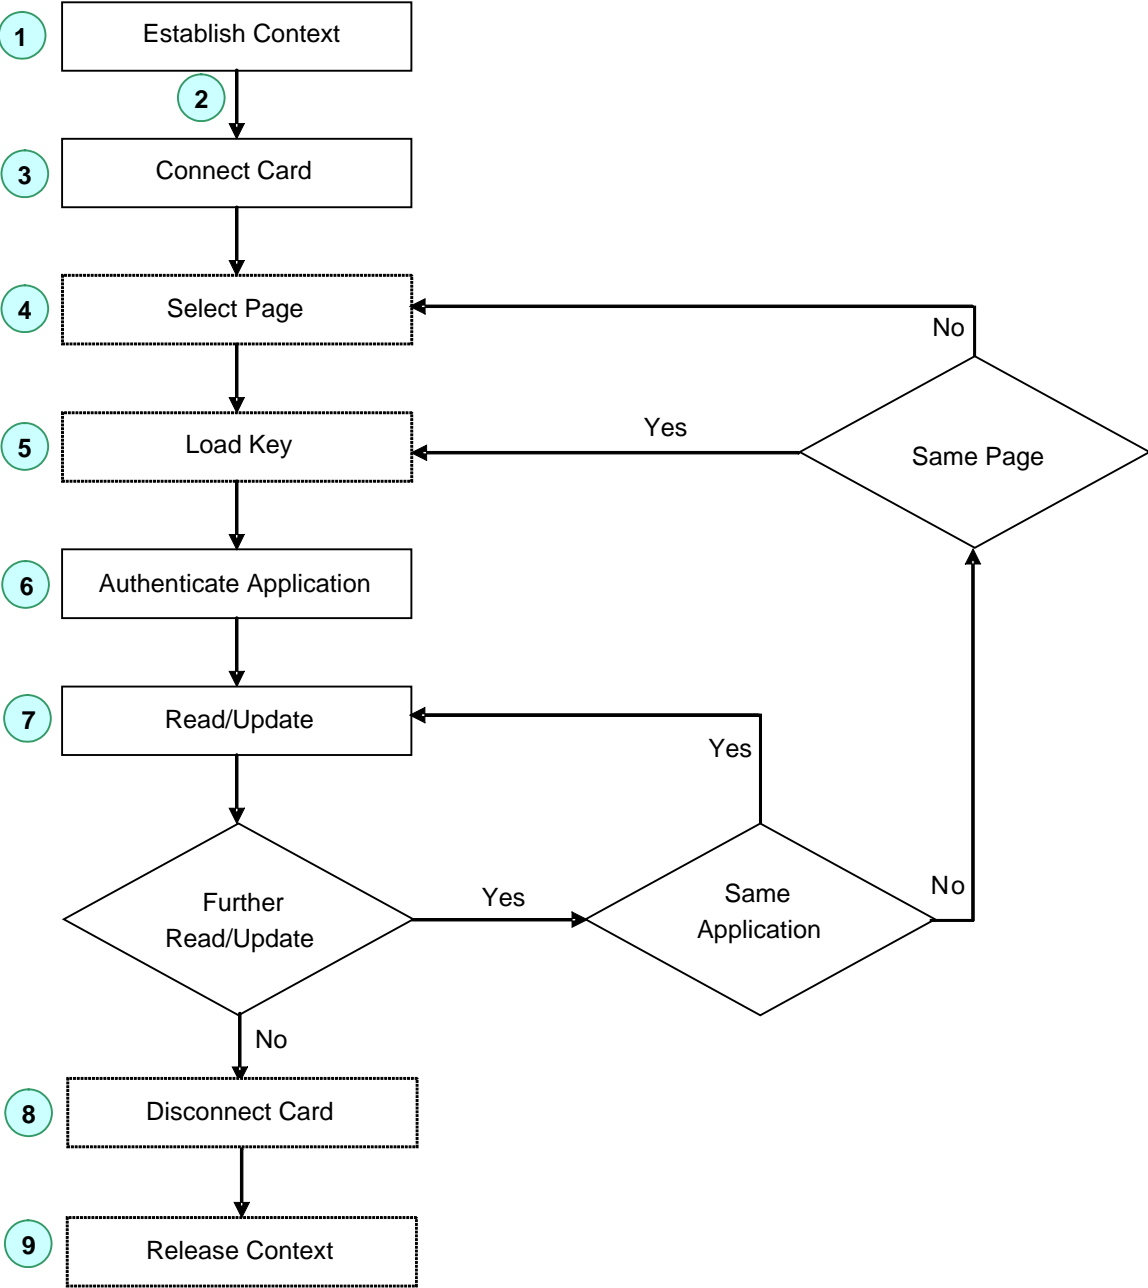 1
Establish Context
2
3
Connect Card
4
Select Page
No
5
Load Key
Yes
Same Page
6
Authenticate Application
7
Read/Update
Yes
Further
Read/Update
Yes
Same
Application
No
No
8
Disconnect Card
9
Release Context